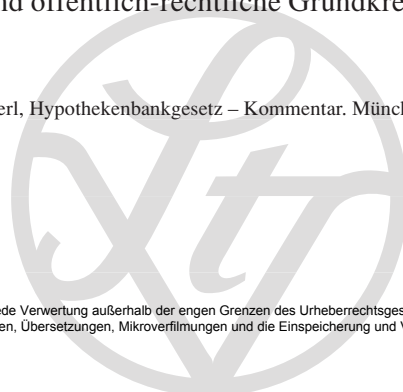 nd öffentlich-rechtliche Grundkre
erl, Hypothekenbankgesetz – Kommentar. Münch
ede Verwertung außerhalb der engen Grenzen des Urheberrechtsges
en, Übersetzungen, Mikroverfilmungen und die Einspeicherung und V